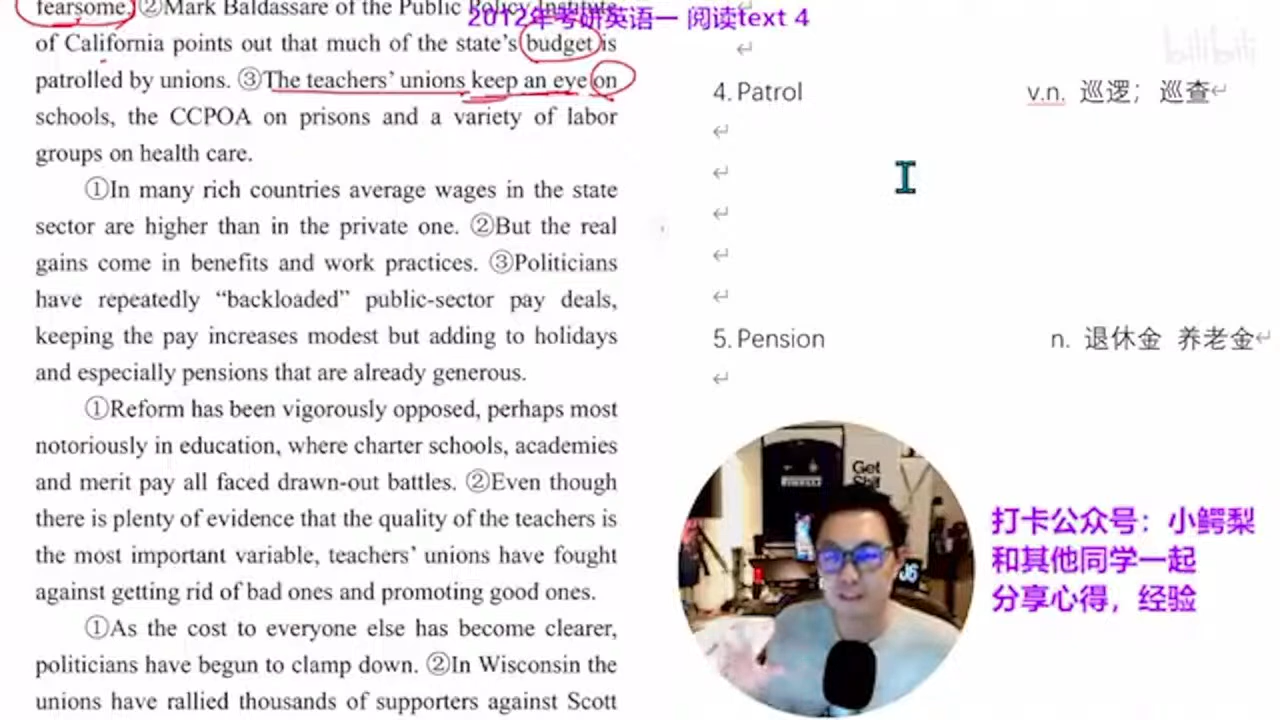 2012年考研英语一 阅读text 4
fearsome. ②Mark Baldassare of the Public Policy Institute
of California points out that much of the state's budget is
patrolled by unions. ③The teachers' unions keep an eye on
schools, the CCPOA on prisons and a variety of labor
groups on health care.
①In many rich countries average wages in the state
sector are higher than in the private one. ②But the real
gains come in benefits and work practices. ③Politicians
have repeatedly “backloaded” public-sector pay deals,
keeping the pay increases modest but adding to holidays
and especially pensions that are already generous.
①Reform has been vigorously opposed, perhaps most
notoriously in education, where charter schools, academies
and merit pay all faced drawn-out battles. ②Even though
there is plenty of evidence that the quality of the teachers is
the most important variable, teachers' unions have fought
against getting rid of bad ones and promoting good ones.
①As the cost to everyone else has become clearer,
politicians have begun to clamp down. ②In Wisconsin the
unions have rallied thousands of supporters against Scott
bilibili
4. Patrol v.n. 巡逻；巡查
5. Pension n. 退休金 养老金
PIRELLI
Get
Shit
打卡公众号：小鳄梨
和其他同学一起
分享心得，经验